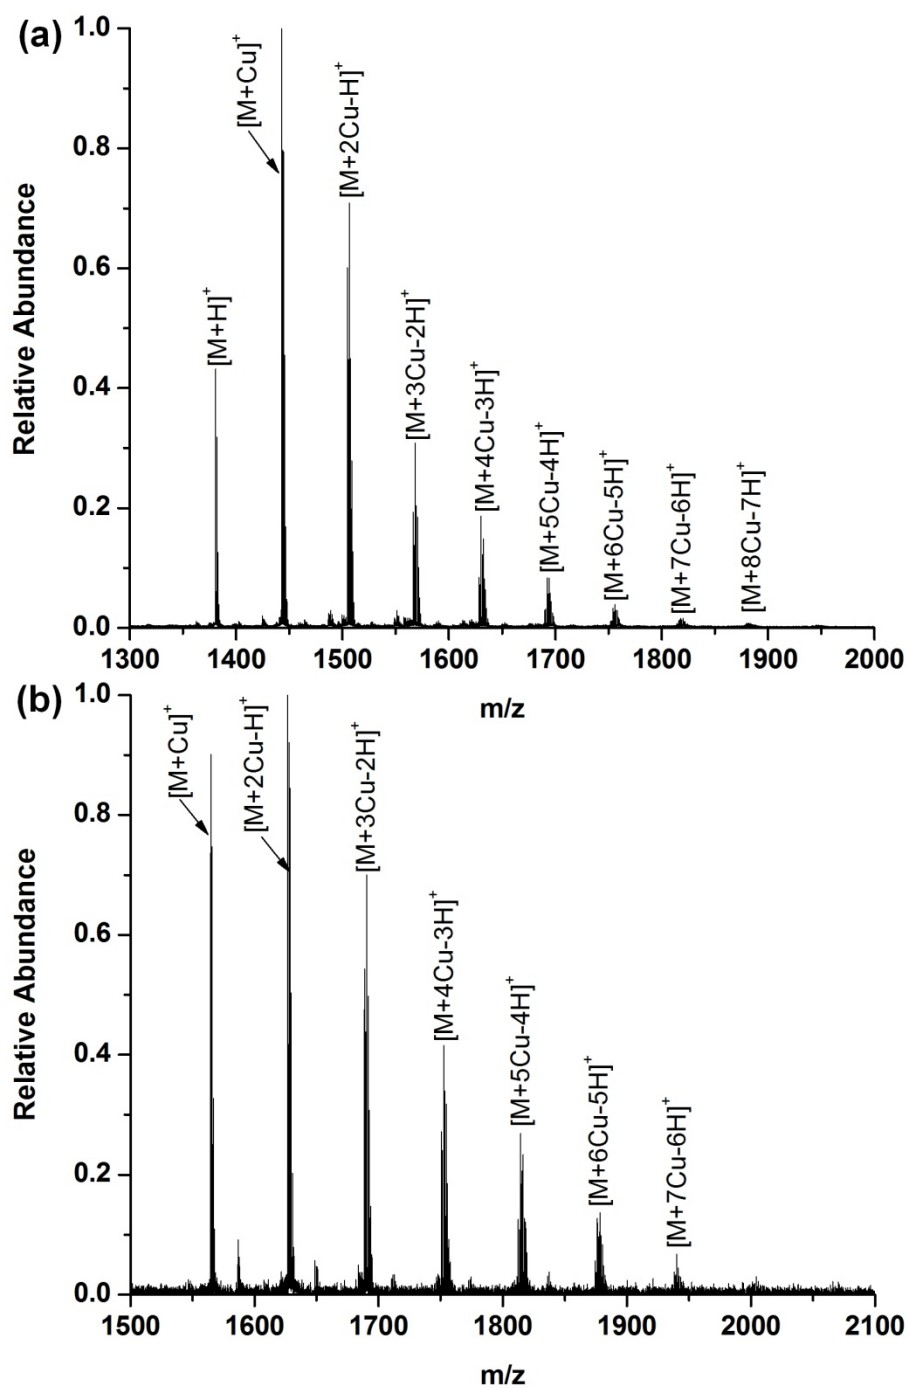 (a)
Relative Abundance
1.0
0.8
0.6
0.4
0.2
0.0
[M+H]⁺
[M+Cu]⁺
[M+2Cu-H]⁺
[M+3Cu-2H]⁺
[M+4Cu-3H]⁺
[M+5Cu-4H]⁺
[M+6Cu-5H]⁺
[M+7Cu-6H]⁺
[M+8Cu-7H]⁺
1300 1400 1500 1600 1700 1800 1900 2000
m/z
(b)
Relative Abundance
1.0
0.8
0.6
0.4
0.2
0.0
[M+Cu]⁺
[M+2Cu-H]⁺
[M+3Cu-2H]⁺
[M+4Cu-3H]⁺
[M+5Cu-4H]⁺
[M+6Cu-5H]⁺
[M+7Cu-6H]⁺
1500 1600 1700 1800 1900 2000 2100
m/z